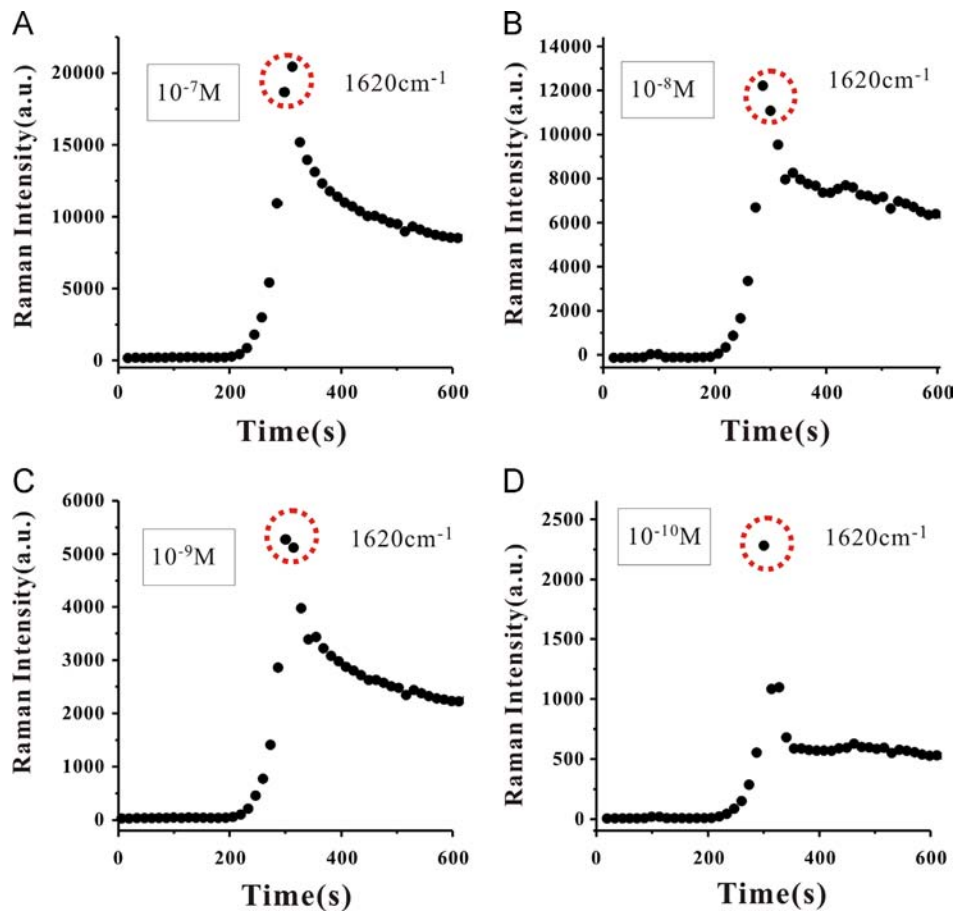 A
Raman Intensity(a.u.)
20000
15000
10000
5000
0
10⁻⁷M
1620cm⁻¹
0 200 400 600
Time(s)
B
Raman Intensity(a.u.)
14000
12000
10000
8000
6000
4000
2000
0
10⁻⁸M
1620cm⁻¹
0 200 400 600
Time(s)
C
Raman Intensity(a.u.)
6000
5000
4000
3000
2000
1000
0
10⁻⁹M
1620cm⁻¹
0 200 400 600
Time(s)
D
Raman Intensity(a.u.)
2500
2000
1500
1000
500
0
10⁻¹⁰M
1620cm⁻¹
0 200 400 600
Time(s)